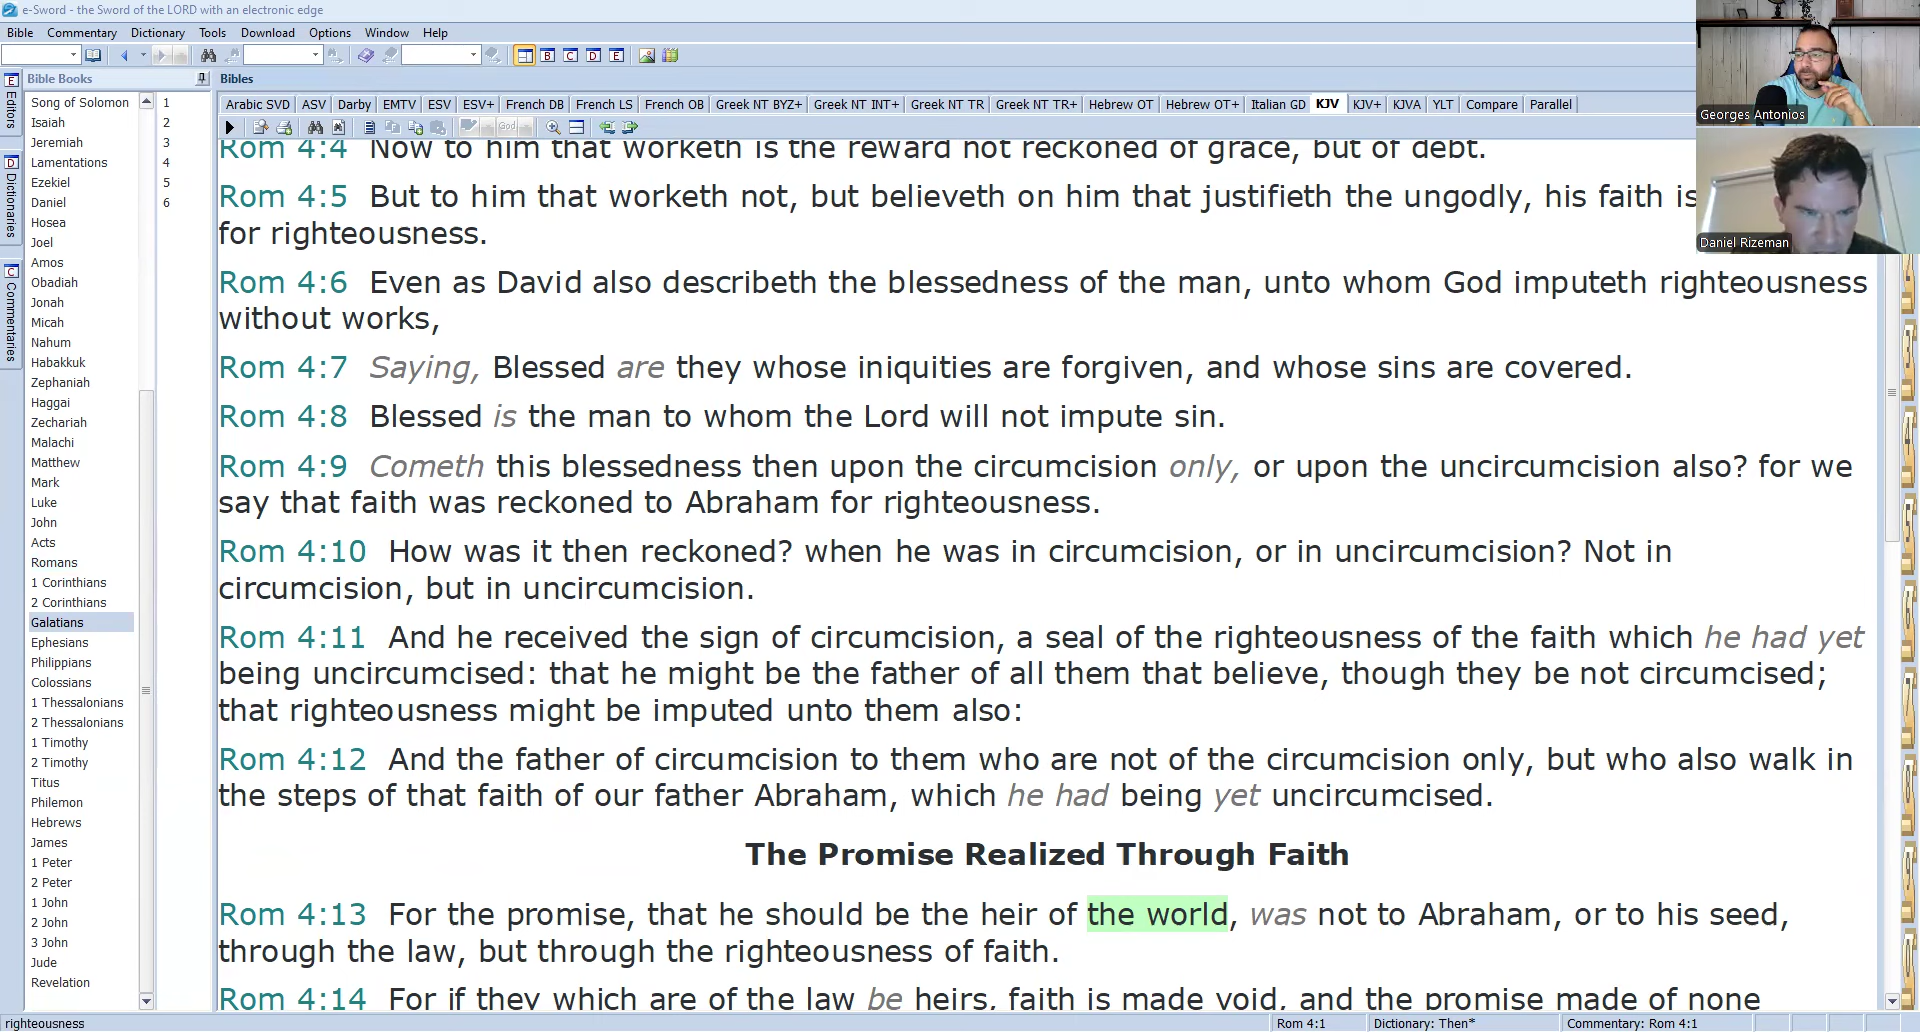 e-Sword - the Sword of the LORD with an electronic edge
Bible Commentary Dictionary Tools Download Options Window Help
B C D E
Bible Books
Bibles
E Editors
D Dictionaries
C Commentaries
Song of Solomon 1
Isaiah 2
Jeremiah 3
Lamentations 4
Ezekiel 5
Daniel 6
Hosea
Joel
Amos
Obadiah
Jonah
Micah
Nahum
Habakkuk
Zephaniah
Haggai
Zechariah
Malachi
Matthew
Mark
Luke
John
Acts
Romans
1 Corinthians
2 Corinthians
Galatians
Ephesians
Philippians
Colossians
1 Thessalonians
2 Thessalonians
1 Timothy
2 Timothy
Titus
Philemon
Hebrews
James
1 Peter
2 Peter
1 John
2 John
3 John
Jude
Revelation
Arabic SVD ASV Darby EMTV ESV ESV+ French DB French LS French OB Greek NT BYZ+ Greek NT INT+ Greek NT TR Greek NT TR+ Hebrew OT Hebrew OT+ Italian GD KJV KJV+ KJVA YLT Compare Parallel
God
Rom 4:4 Now to him that worketh is the reward not reckoned of grace, but of debt.
Rom 4:5 But to him that worketh not, but believeth on him that justifieth the ungodly, his faith is
for righteousness.
Rom 4:6 Even as David also describeth the blessedness of the man, unto whom God imputeth righteousness
without works,
Rom 4:7 Saying, Blessed are they whose iniquities are forgiven, and whose sins are covered.
Rom 4:8 Blessed is the man to whom the Lord will not impute sin.
Rom 4:9 Cometh this blessedness then upon the circumcision only, or upon the uncircumcision also? for we
say that faith was reckoned to Abraham for righteousness.
Rom 4:10 How was it then reckoned? when he was in circumcision, or in uncircumcision? Not in
circumcision, but in uncircumcision.
Rom 4:11 And he received the sign of circumcision, a seal of the righteousness of the faith which he had yet
being uncircumcised: that he might be the father of all them that believe, though they be not circumcised;
that righteousness might be imputed unto them also:
Rom 4:12 And the father of circumcision to them who are not of the circumcision only, but who also walk in
the steps of that faith of our father Abraham, which he had being yet uncircumcised.
The Promise Realized Through Faith
Rom 4:13 For the promise, that he should be the heir of the world, was not to Abraham, or to his seed,
through the law, but through the righteousness of faith.
Rom 4:14 For if they which are of the law be heirs, faith is made void, and the promise made of none
Georges Antonios
Daniel Rizeman
righteousness
Rom 4:1 Dictionary: Then* Commentary: Rom 4:1